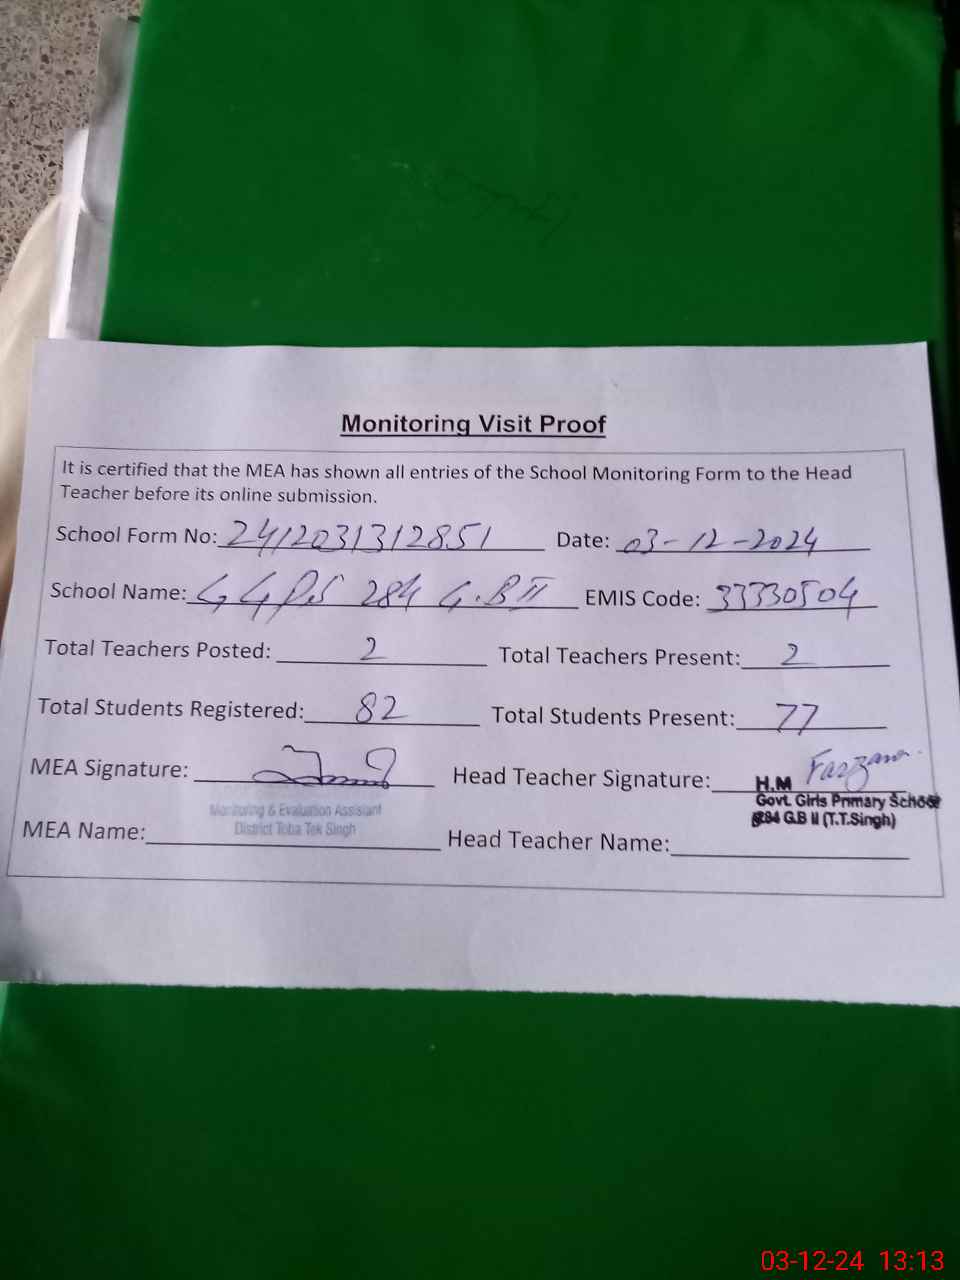 Monitoring Visit Proof
It is certified that the MEA has shown all entries of the School Monitoring Form to the Head
Teacher before its online submission.
School Form No: 2412031312851 Date: 03-12-2024
School Name: GGPS 284 G.B II EMIS Code: 33330504
Total Teachers Posted: 2 Total Teachers Present: 2
Total Students Registered: 82 Total Students Present: 77
MEA Signature: Head Teacher Signature: Farzana
H.M
Govt. Girls Primary School
284 G.B II (T.T.Singh)
Monitoring & Evaluation Assistant
District Toba Tek Singh
MEA Name: Head Teacher Name:
03-12-24 13:13